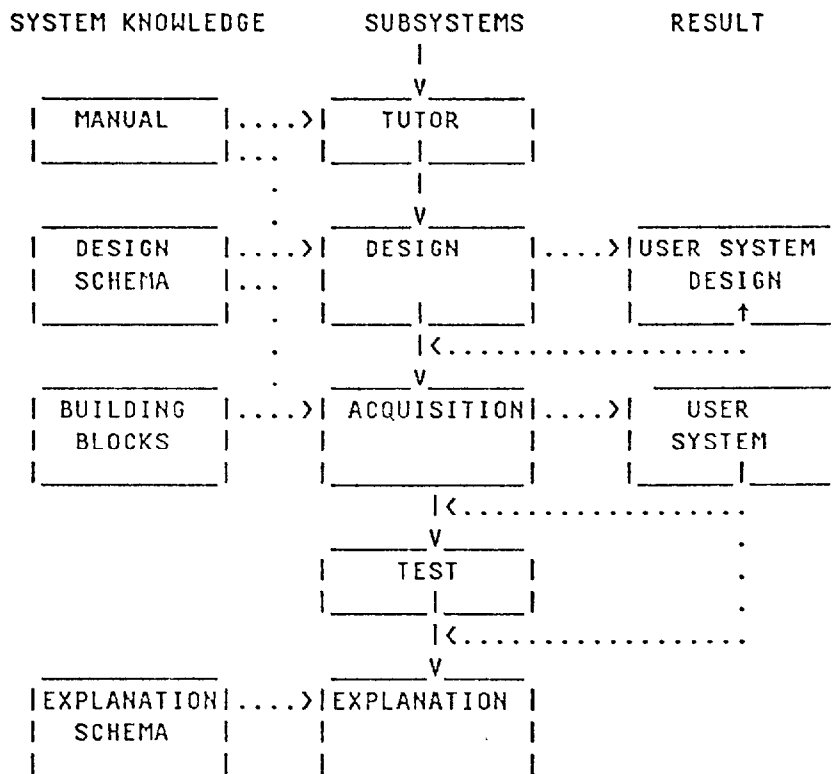 SYSTEM KNOWLEDGE SUBSYSTEMS RESULT
MANUAL TUTOR
DESIGN DESIGN USER SYSTEM
SCHEMA DESIGN
BUILDING ACQUISITION USER
BLOCKS SYSTEM
TEST
EXPLANATION EXPLANATION
SCHEMA